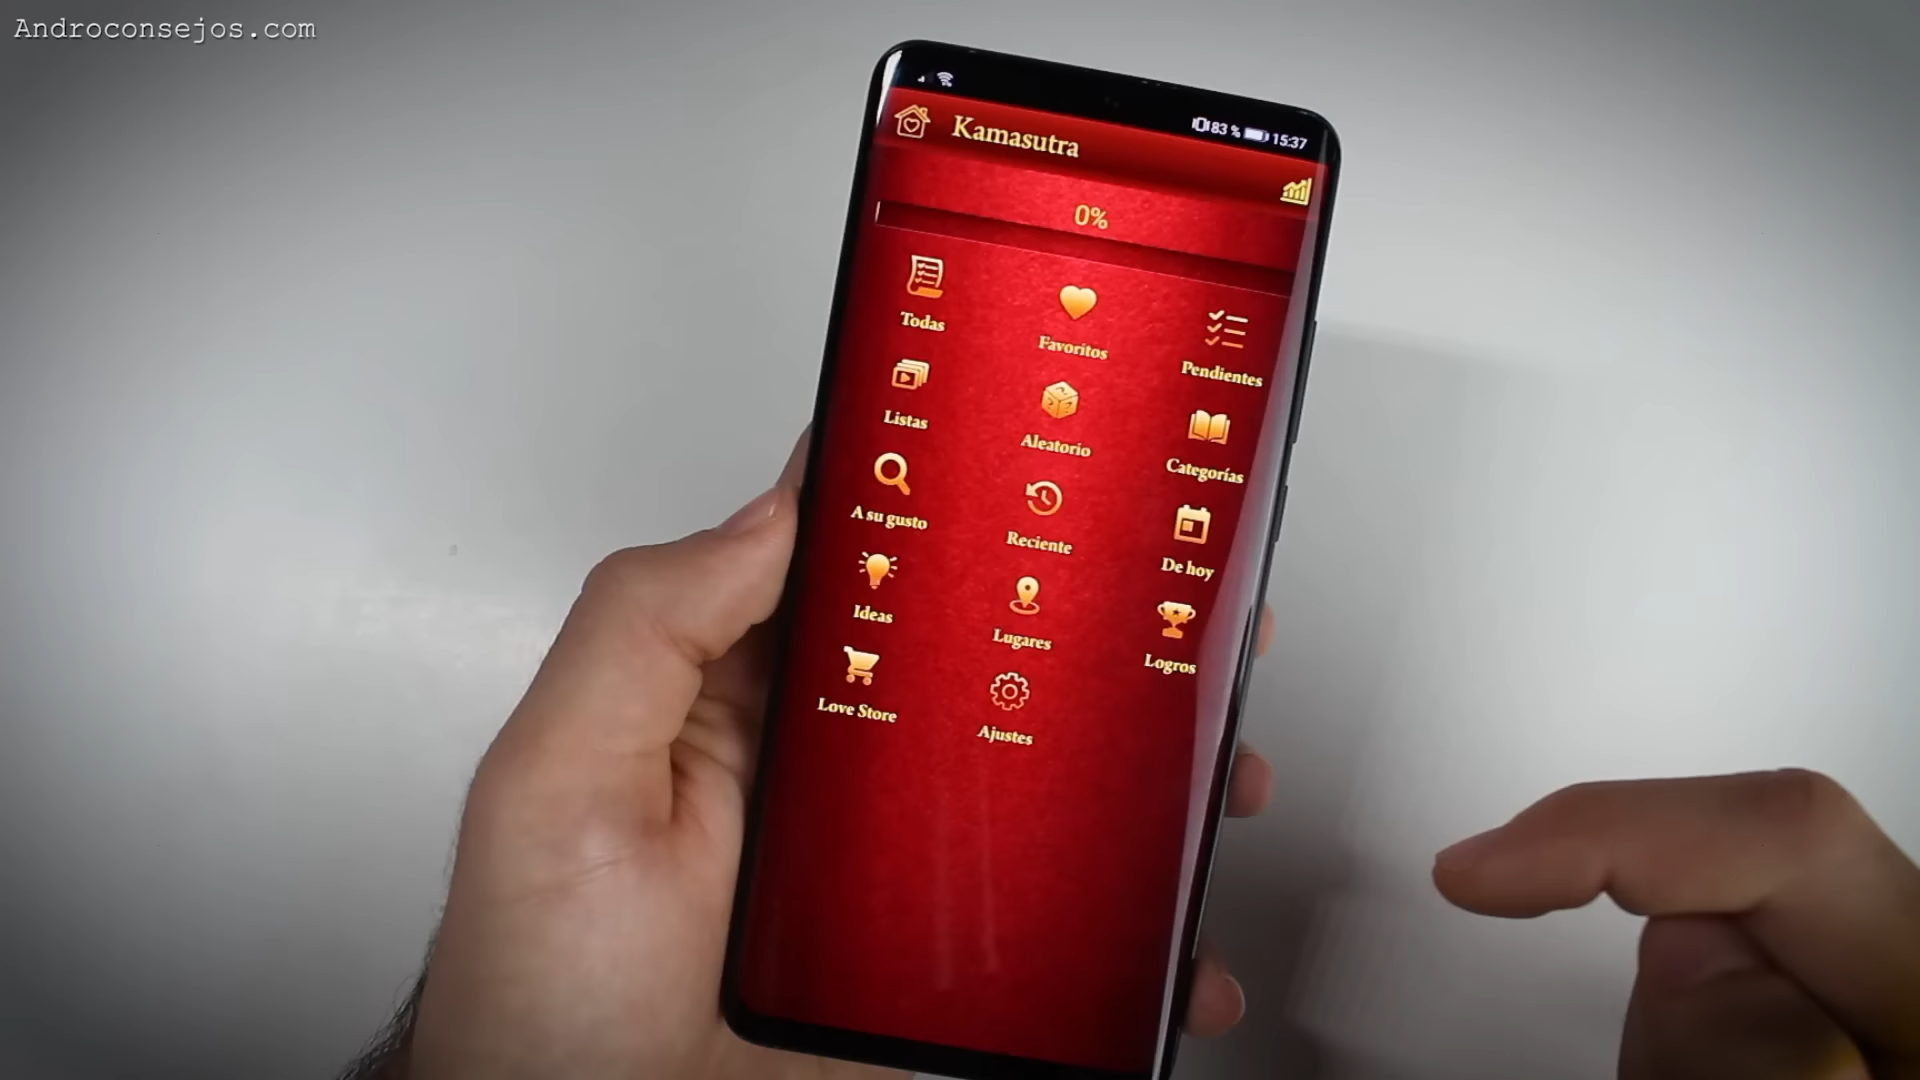 Androconsejos.com
83 % 15:37
Kamasutra
0%
Todas
Favoritos
Pendientes
Listas
Aleatorio
Categorías
A su gusto
Reciente
De hoy
Ideas
Lugares
Logros
Love Store
Ajustes